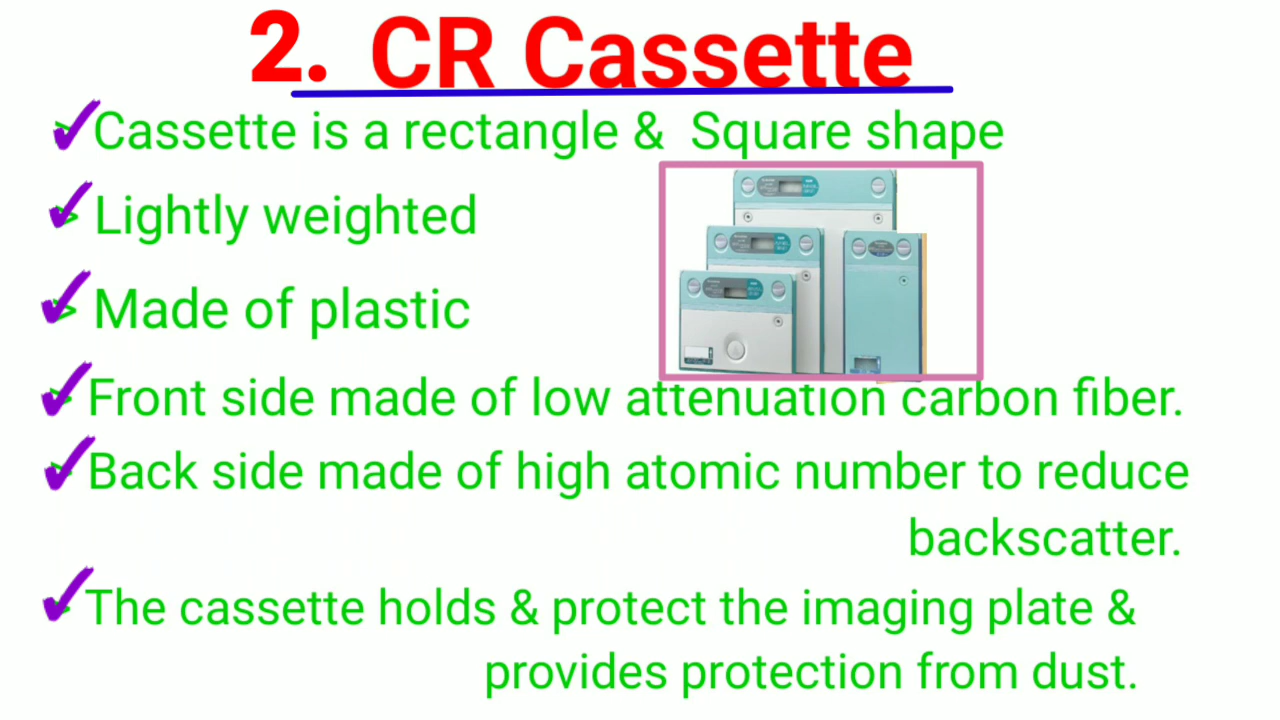 2. CR Cassette
Cassette is a rectangle & Square shape
Lightly weighted
Made of plastic
Front side made of low attenuation carbon fiber.
Back side made of high atomic number to reduce
backscatter.
The cassette holds & protect the imaging plate &
provides protection from dust.